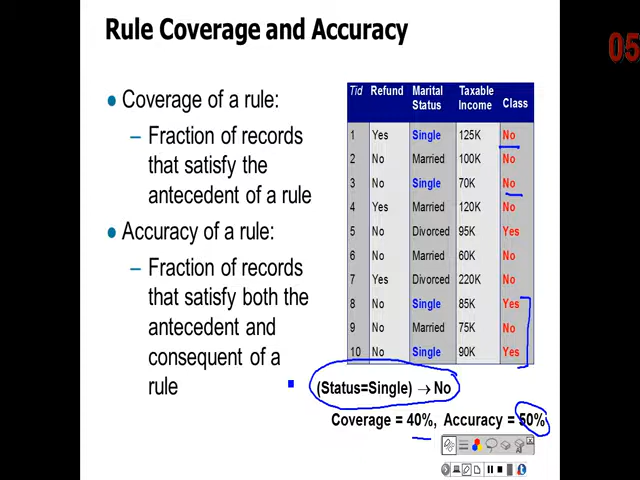 Rule Coverage and Accuracy
05
● Coverage of a rule:
– Fraction of records
that satisfy the
antecedent of a rule
● Accuracy of a rule:
– Fraction of records
that satisfy both the
antecedent and
consequent of a
rule
Tid Refund Marital Status Taxable Income Class
1 Yes Single 125K No
2 No Married 100K No
3 No Single 70K No
4 Yes Married 120K No
5 No Divorced 95K Yes
6 No Married 60K No
7 Yes Divorced 220K No
8 No Single 85K Yes
9 No Married 75K No
10 No Single 90K Yes
(Status=Single) → No
Coverage = 40%, Accuracy = 50%